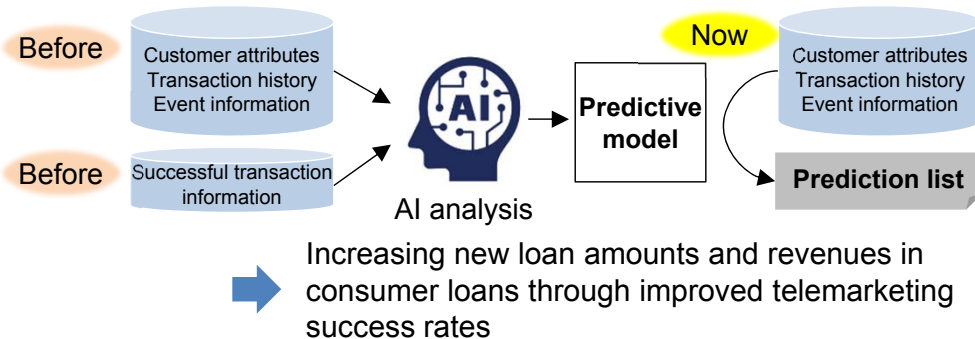 Before
Customer attributes
Transaction history
Event information
Before
Successful transaction
information
AI
AI analysis
Predictive
model
Now
Customer attributes
Transaction history
Event information
Prediction list
Increasing new loan amounts and revenues in
consumer loans through improved telemarketing
success rates